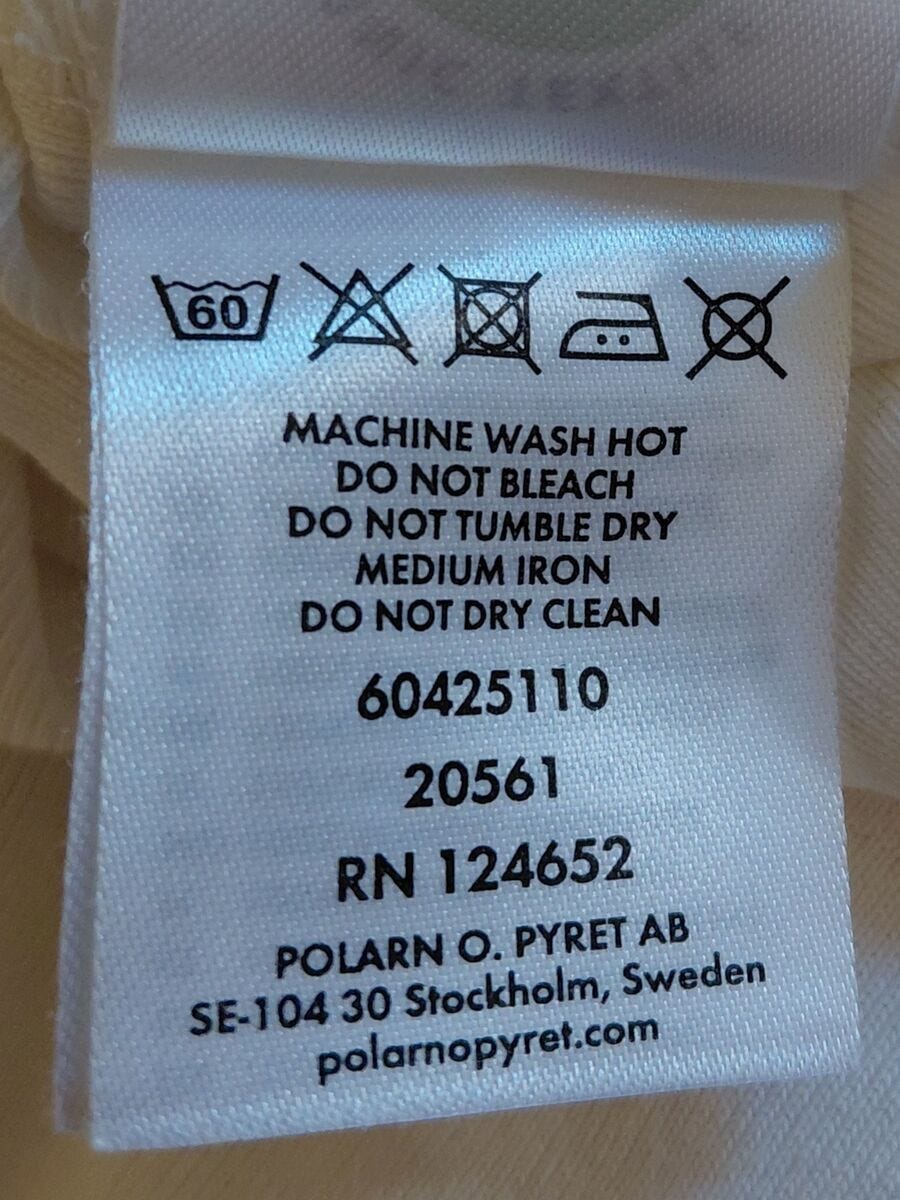 60
MACHINE WASH HOT
DO NOT BLEACH
DO NOT TUMBLE DRY
MEDIUM IRON
DO NOT DRY CLEAN
60425110
20561
RN 124652
POLARN O. PYRET AB
SE-104 30 Stockholm, Sweden
polarnopyret.com